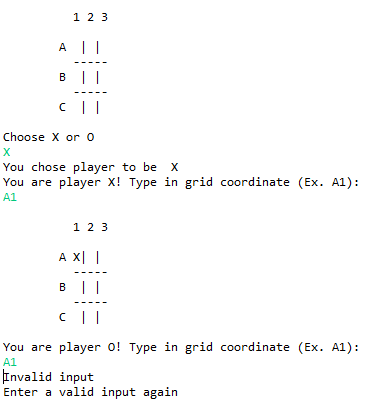 1 2 3
A  | |
-----
B  | |
-----
C  | |
Choose X or O
X
You chose player to be  X
You are player X! Type in grid coordinate (Ex. A1):
A1
1 2 3
A X| |
-----
B  | |
-----
C  | |
You are player O! Type in grid coordinate (Ex. A1):
A1
Invalid input
Enter a valid input again